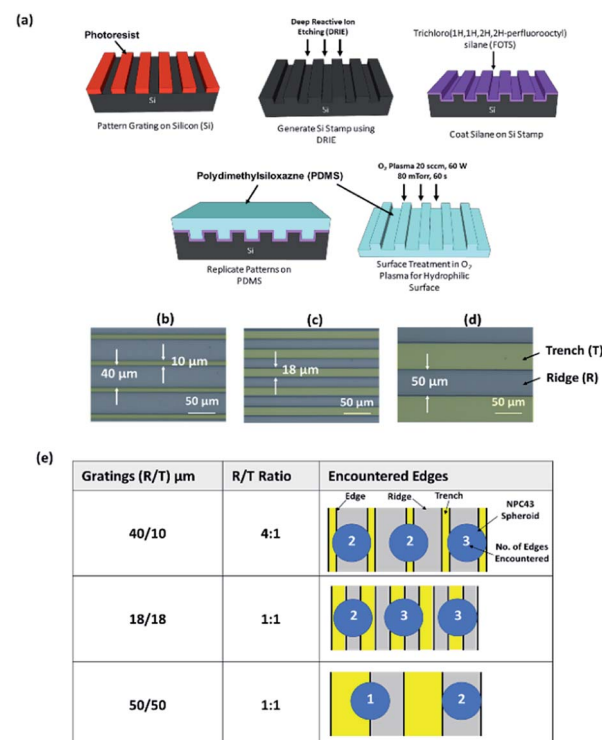 (a)
Photoresist
Si
Pattern Grating on Silicon (Si)
Deep Reactive Ion
Etching (DRIE)
Si
Generate Si Stamp using
DRIE
Trichloro(1H,1H,2H,2H-perfluorooctyl)
silane (FOTS)
Si
Coat Silane on Si Stamp
Polydimethylsiloxazne (PDMS)
Si
Replicate Patterns on
PDMS
O₂ Plasma 20 sccm, 60 W
80 mTorr, 60 s
Surface Treatment in O₂
Plasma for Hydrophilic
Surface
(b)
40 μm
10 μm
50 μm
(c)
18 μm
50 μm
(d)
50 μm
50 μm
Trench (T)
Ridge (R)
(e)
Gratings (R/T) μm
R/T Ratio
Encountered Edges
40/10
4:1
Edge
Ridge
Trench
NPC43
Spheroid
No. of Edges
Encountered
2
2
3
18/18
1:1
2
3
3
50/50
1:1
1
2